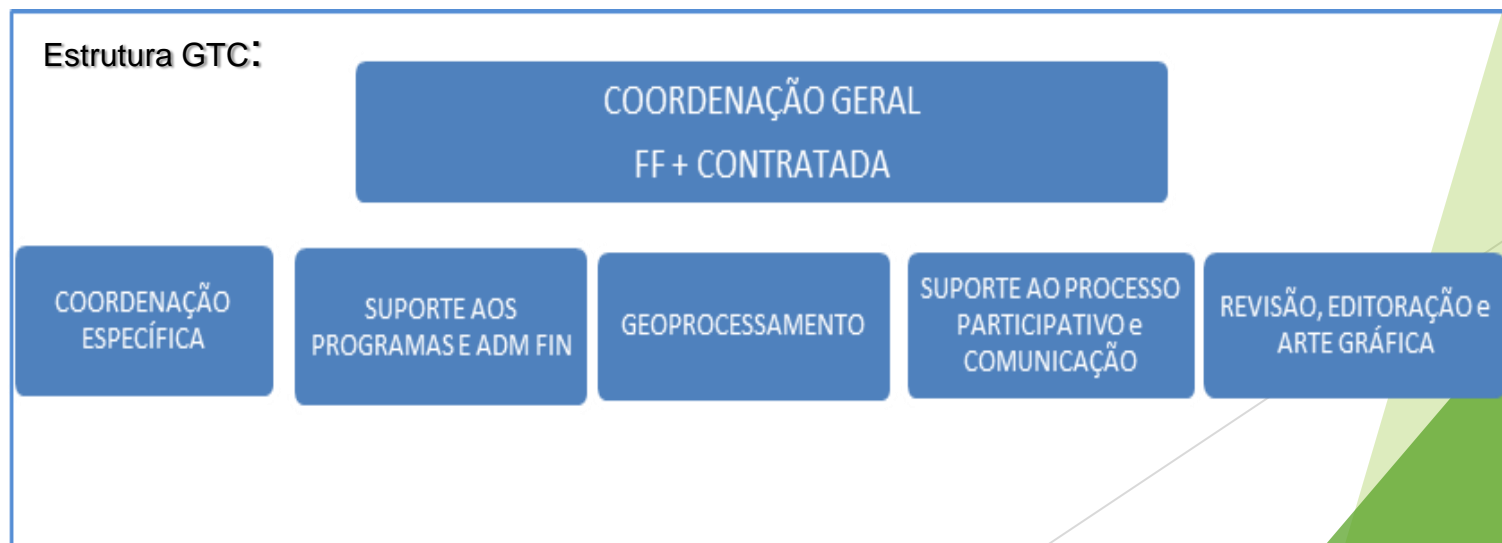 Estrutura GTC:
COORDENAÇÃO GERAL
FF + CONTRATADA
COORDENAÇÃO
ESPECÍFICA
SUPORTE AOS
PROGRAMAS E ADM FIN
GEOPROCESSAMENTO
SUPORTE AO PROCESSO
PARTICIPATIVO e
COMUNICAÇÃO
REVISÃO, EDITORAÇÃO e
ARTE GRÁFICA